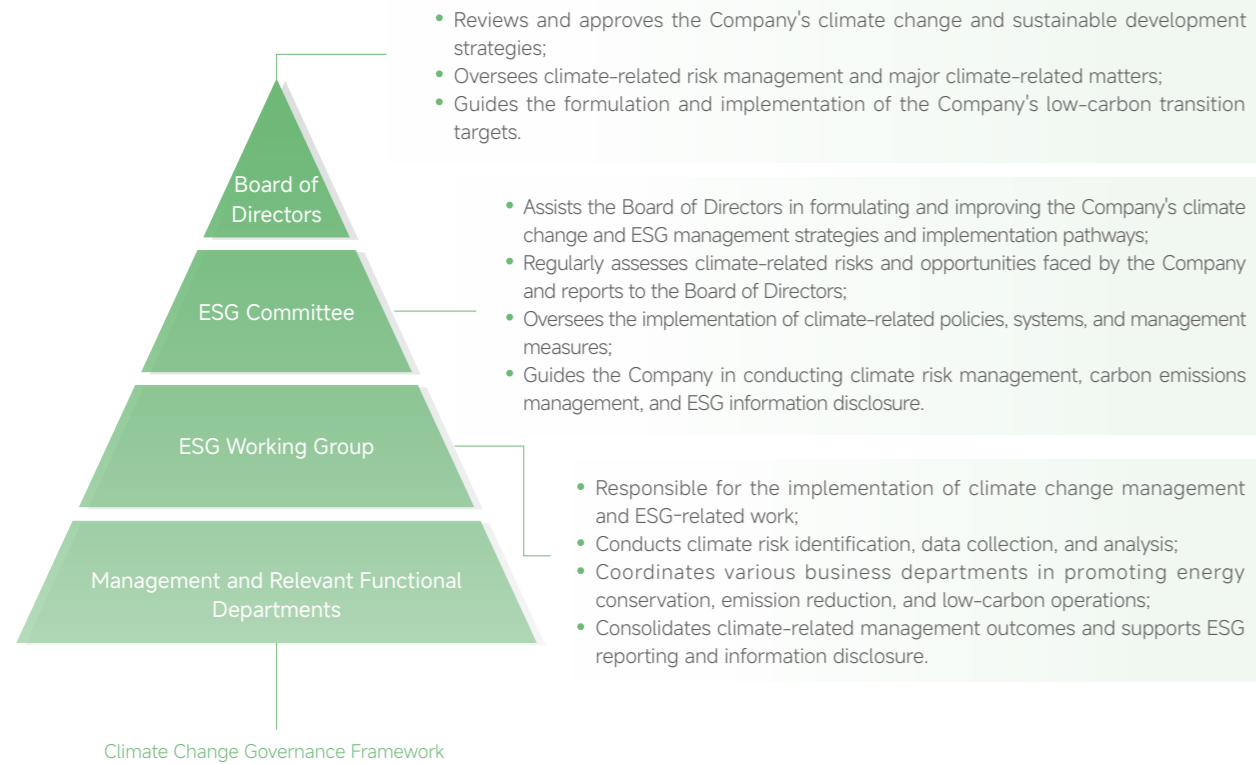 • Reviews and approves the Company's climate change and sustainable development
strategies;
• Oversees climate-related risk management and major climate-related matters;
• Guides the formulation and implementation of the Company's low-carbon transition
targets.
Board of
Directors
• Assists the Board of Directors in formulating and improving the Company's climate
change and ESG management strategies and implementation pathways;
• Regularly assesses climate-related risks and opportunities faced by the Company
and reports to the Board of Directors;
• Oversees the implementation of climate-related policies, systems, and management
measures;
• Guides the Company in conducting climate risk management, carbon emissions
management, and ESG information disclosure.
ESG Committee
ESG Working Group
• Responsible for the implementation of climate change management
and ESG-related work;
• Conducts climate risk identification, data collection, and analysis;
• Coordinates various business departments in promoting energy
conservation, emission reduction, and low-carbon operations;
• Consolidates climate-related management outcomes and supports ESG
reporting and information disclosure.
Management and Relevant Functional
Departments
Climate Change Governance Framework